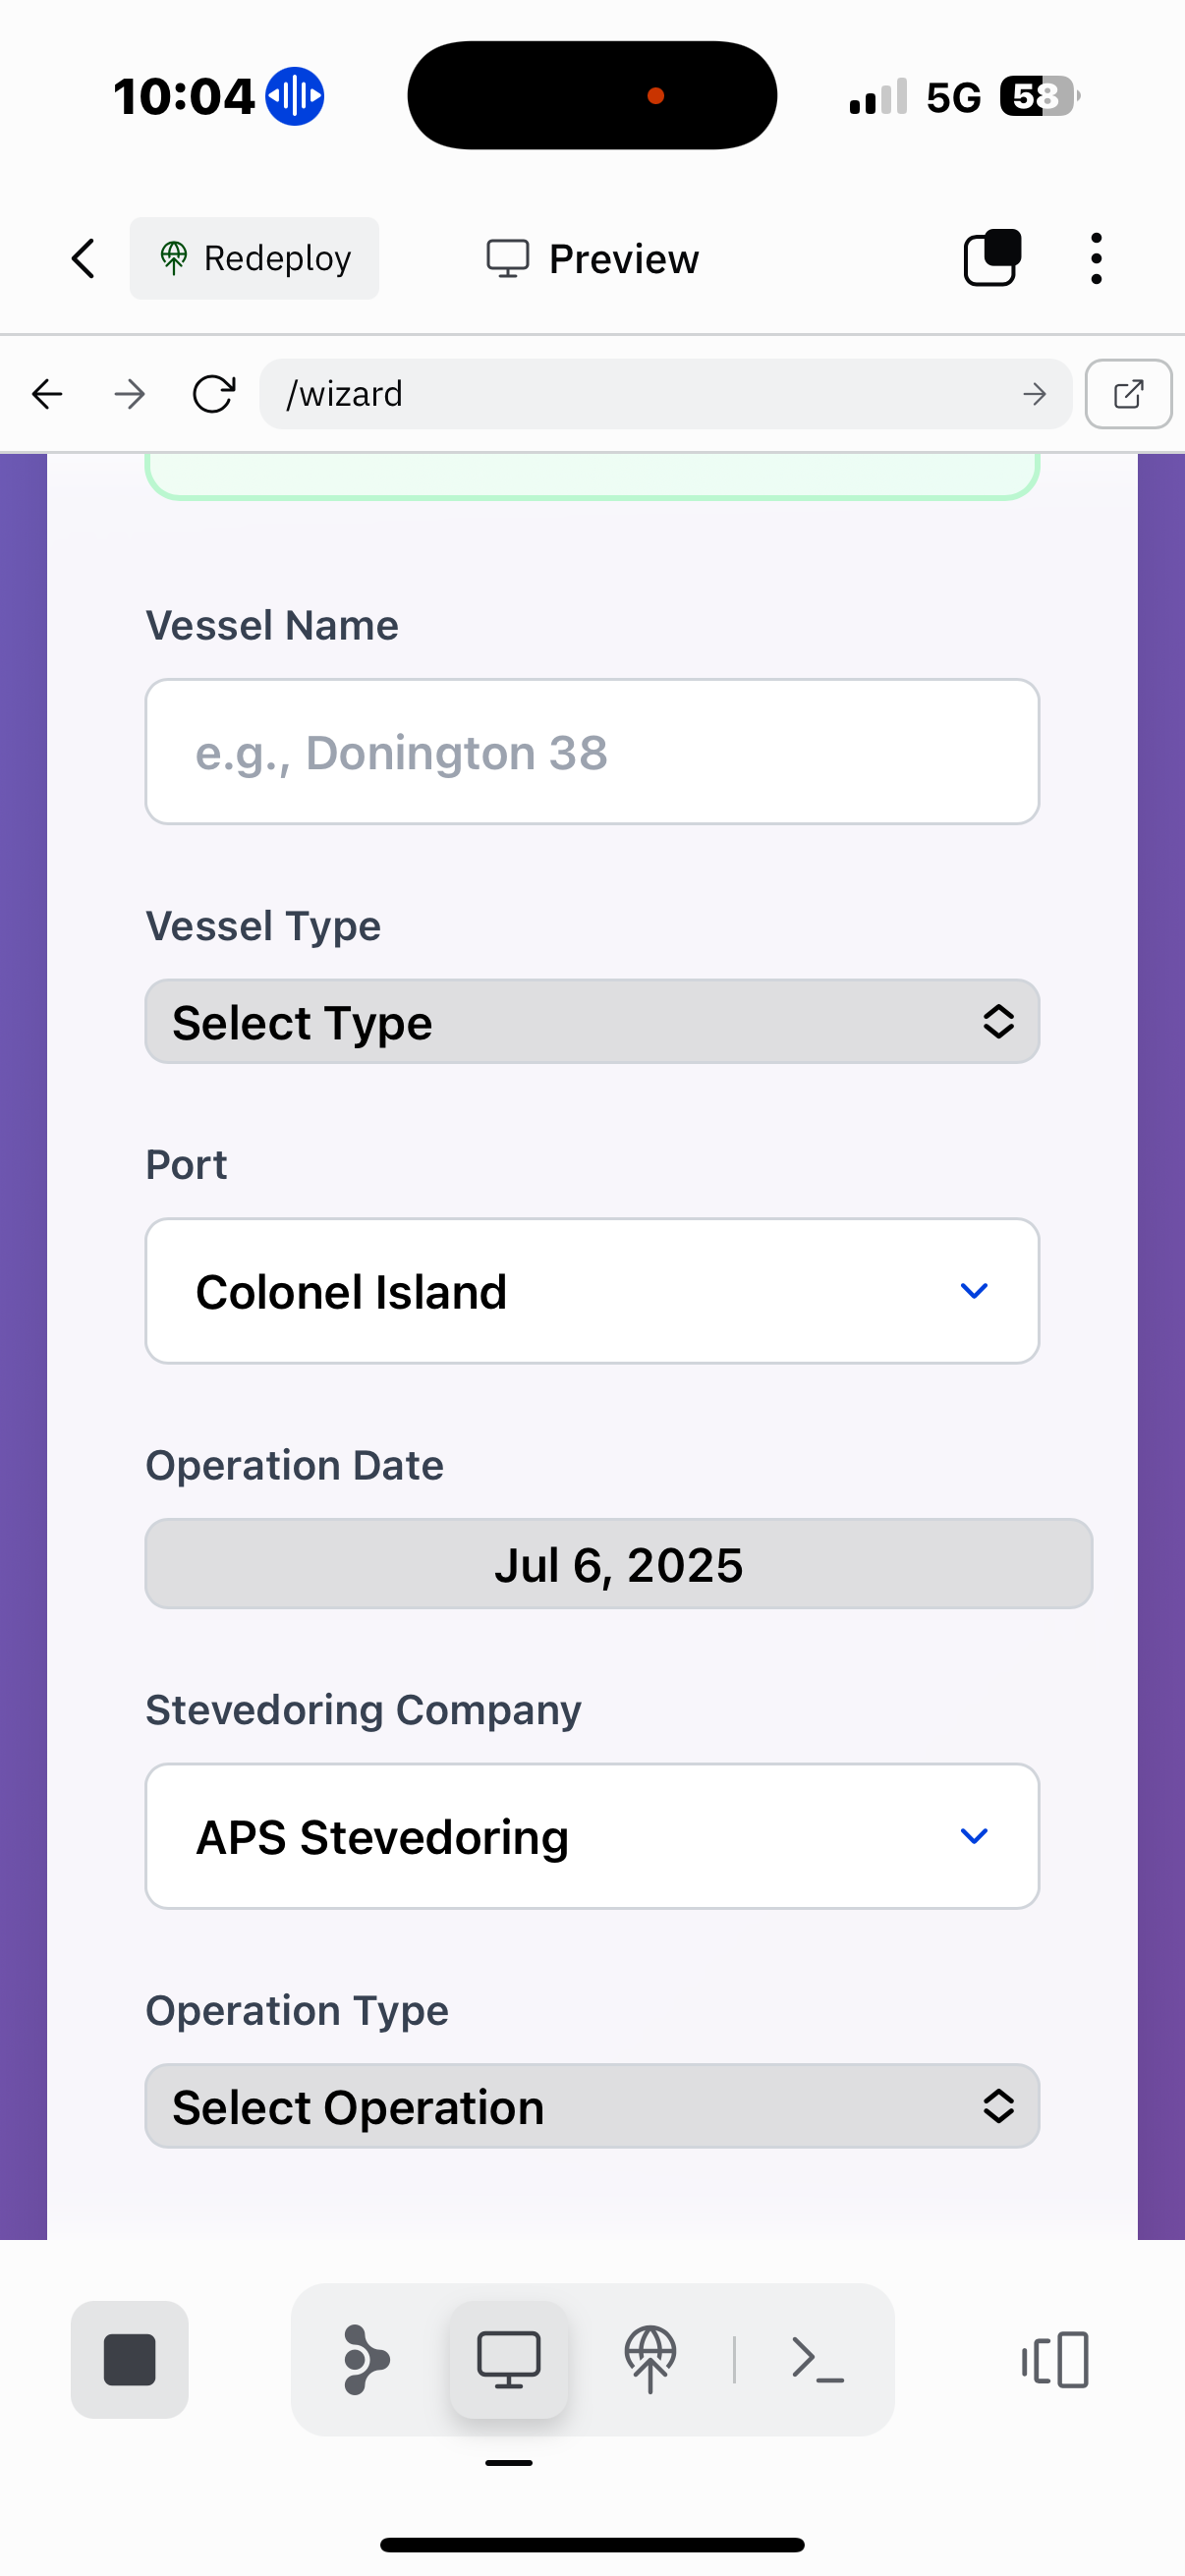 10:04
5G
58
Redeploy
Preview
/wizard
Vessel Name
e.g., Donington 38
Vessel Type
Select Type
Port
Colonel Island
Operation Date
Jul 6, 2025
Stevedoring Company
APS Stevedoring
Operation Type
Select Operation